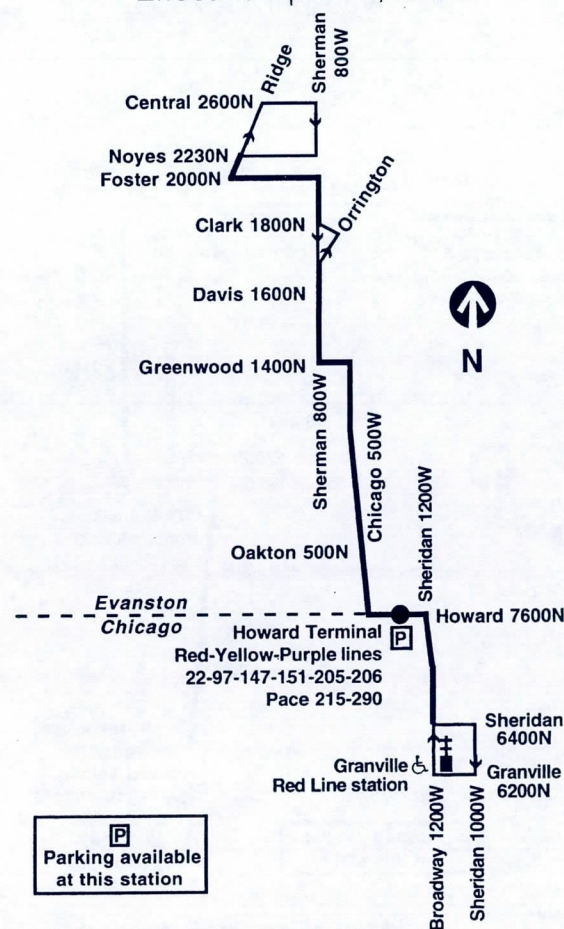 Ridge
Sherman
800W
Central 2600N
Noyes 2230N
Foster 2000N
Orrington
Clark 1800N
Davis 1600N
N
Greenwood 1400N
Sherman 800W
Chicago 500W
Sheridan 1200W
Oakton 500N
Evanston
Chicago
Howard 7600N
Howard Terminal
P
Red-Yellow-Purple lines
22-97-147-151-205-206
Pace 215-290
Sheridan
6400N
Granville
Red Line station
Granville
6200N
Broadway 1200W
Sheridan 1000W
P
Parking available
at this station